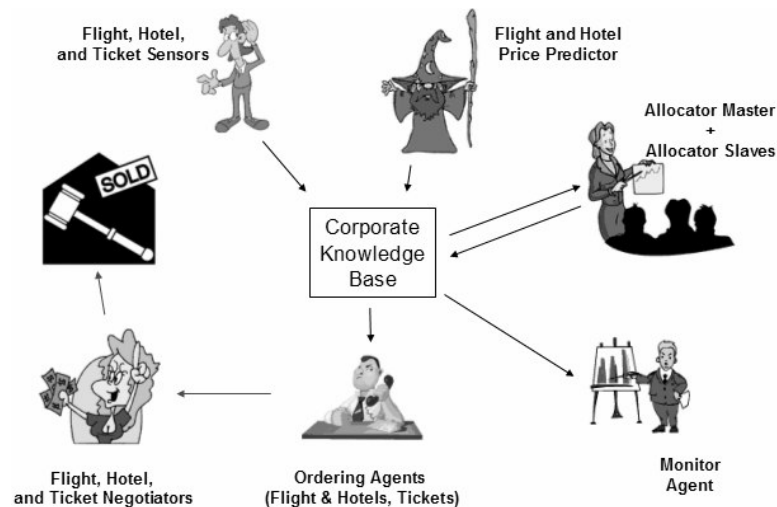 Flight, Hotel,
and Ticket Sensors
Flight and Hotel
Price Predictor
Allocator Master
+
Allocator Slaves
SOLD
Corporate
Knowledge
Base
Flight, Hotel,
and Ticket Negotiators
Ordering Agents
(Flight & Hotels, Tickets)
Monitor
Agent